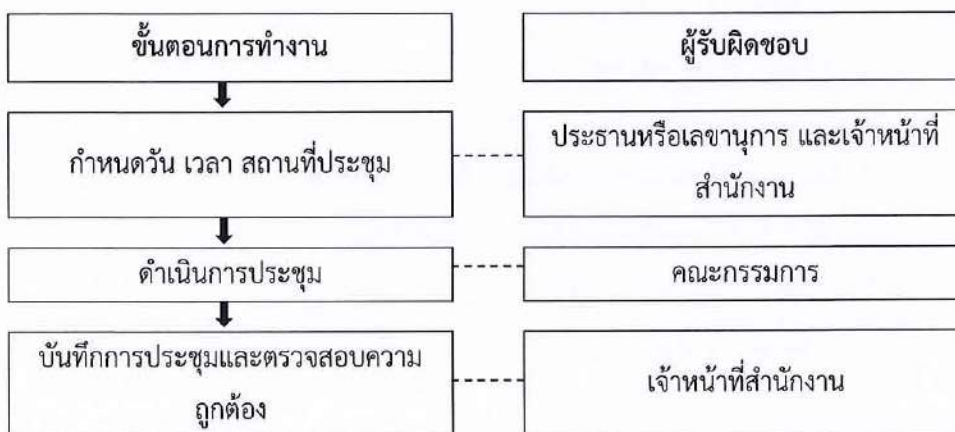 ขั้นตอนการทำงาน
ผู้รับผิดชอบ
กำหนดวัน เวลา สถานที่ประชุม
ประธานหรือเลขานุการ และเจ้าหน้าที่
สำนักงาน
ดำเนินการประชุม
คณะกรรมการ
บันทึกการประชุมและตรวจสอบความ
ถูกต้อง
เจ้าหน้าที่สำนักงาน